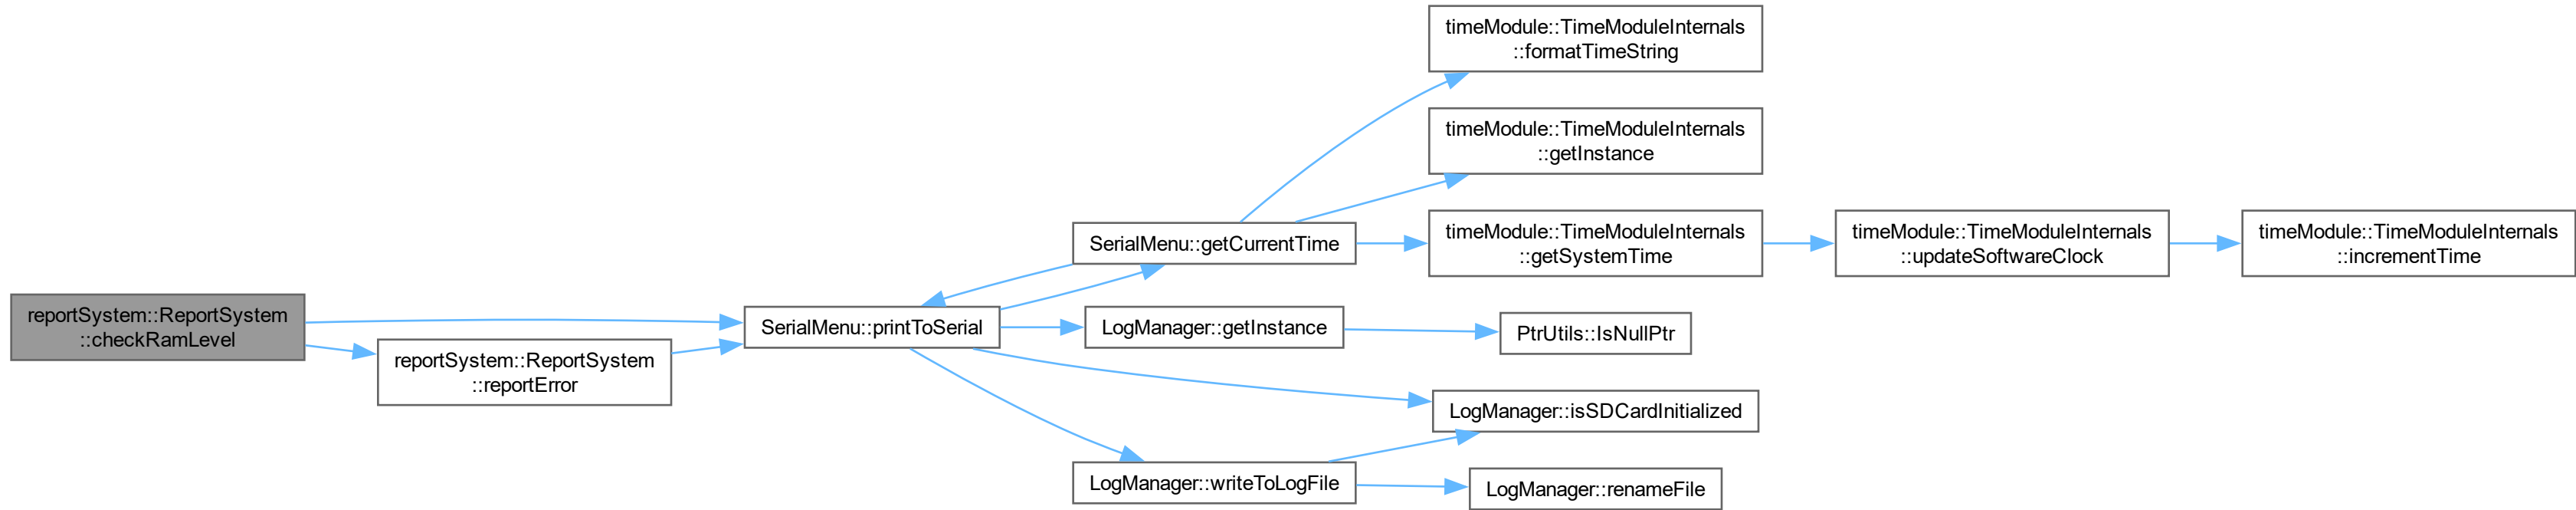 reportSystem::ReportSystem
::checkRamLevel
reportSystem::ReportSystem
::reportError
SerialMenu::printToSerial
SerialMenu::getCurrentTime
LogManager::getInstance
LogManager::writeToLogFile
timeModule::TimeModuleInternals
::formatTimeString
timeModule::TimeModuleInternals
::getInstance
timeModule::TimeModuleInternals
::getSystemTime
PtrUtils::IsNullPtr
LogManager::isSDCardInitialized
LogManager::renameFile
timeModule::TimeModuleInternals
::updateSoftwareClock
timeModule::TimeModuleInternals
::incrementTime